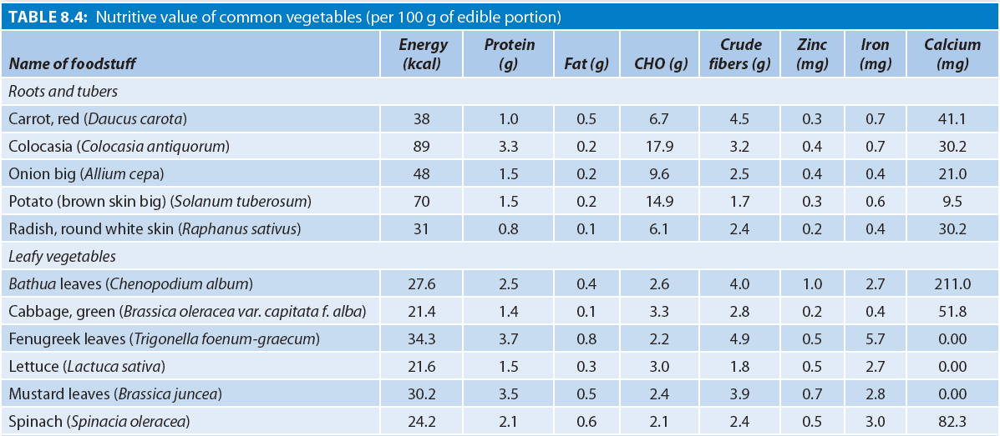 TABLE 8.4: Nutritive value of common vegetables (per 100 g of edible portion)
Name of foodstuff Energy (kcal) Protein (g) Fat (g) CHO (g) Crude fibers (g) Zinc (mg) Iron (mg) Calcium (mg)
Roots and tubers
Carrot, red (Daucus carota) 38 1.0 0.5 6.7 4.5 0.3 0.7 41.1
Colocasia (Colocasia antiquorum) 89 3.3 0.2 17.9 3.2 0.4 0.7 30.2
Onion big (Allium cepa) 48 1.5 0.2 9.6 2.5 0.4 0.4 21.0
Potato (brown skin big) (Solanum tuberosum) 70 1.5 0.2 14.9 1.7 0.3 0.6 9.5
Radish, round white skin (Raphanus sativus) 31 0.8 0.1 6.1 2.4 0.2 0.4 30.2
Leafy vegetables
Bathua leaves (Chenopodium album) 27.6 2.5 0.4 2.6 4.0 1.0 2.7 211.0
Cabbage, green (Brassica oleracea var. capitata f. alba) 21.4 1.4 0.1 3.3 2.8 0.2 0.4 51.8
Fenugreek leaves (Trigonella foenum-graecum) 34.3 3.7 0.8 2.2 4.9 0.5 5.7 0.00
Lettuce (Lactuca sativa) 21.6 1.5 0.3 3.0 1.8 0.5 2.7 0.00
Mustard leaves (Brassica juncea) 30.2 3.5 0.5 2.4 3.9 0.7 2.8 0.00
Spinach (Spinacia oleracea) 24.2 2.1 0.6 2.1 2.4 0.5 3.0 82.3